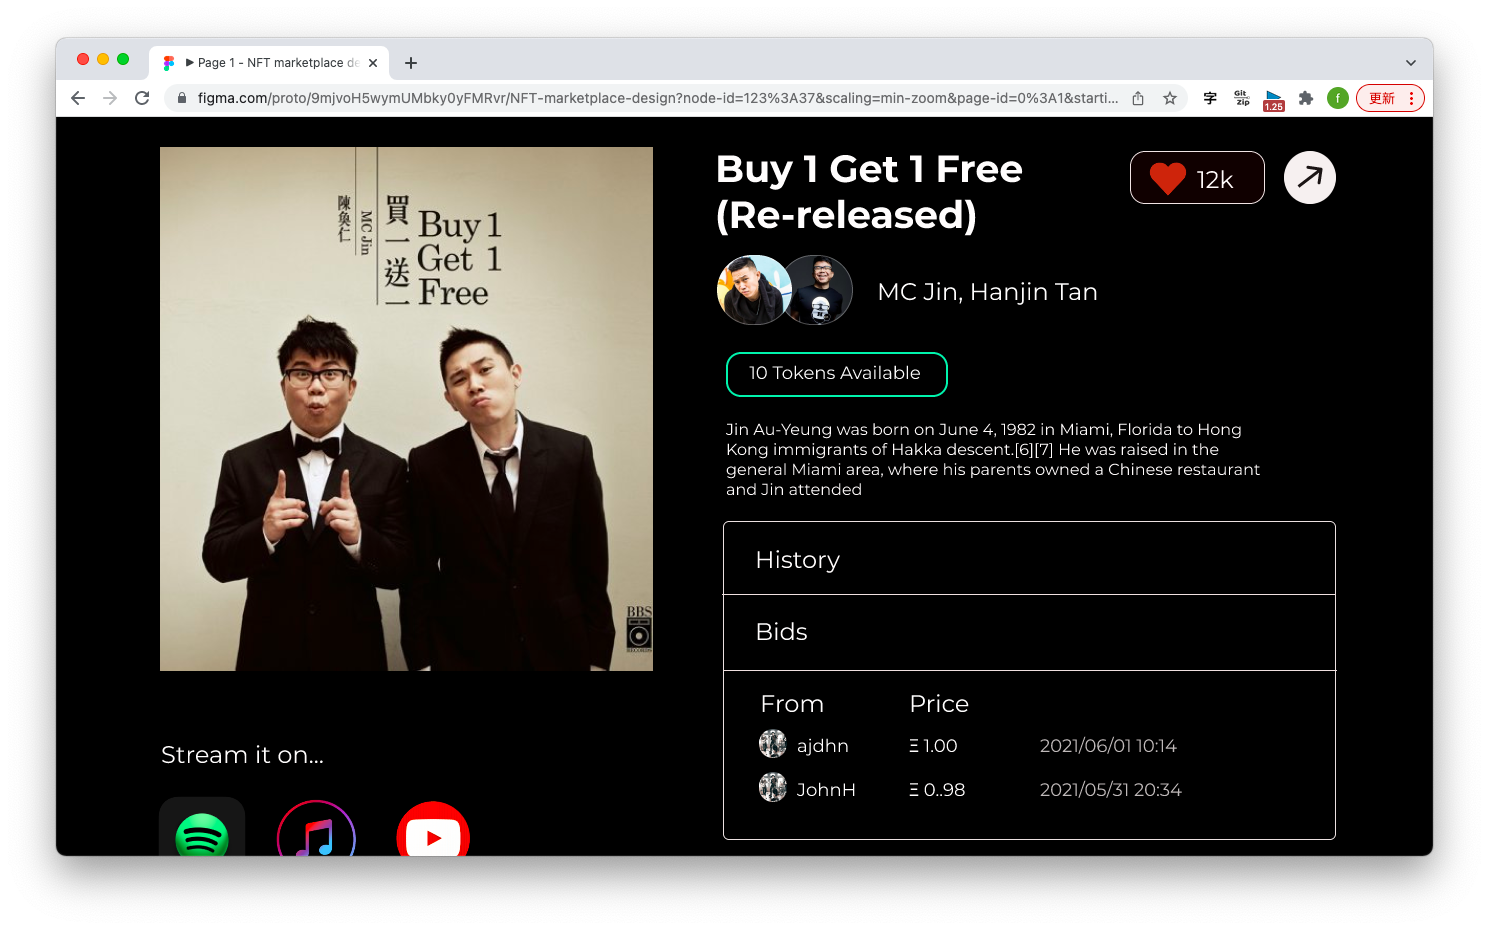 Page 1 - NFT marketplace de
figma.com/proto/9mjvoH5wymUMbky0yFMRvr/NFT-marketplace-design?node-id=123%3A37&scaling=min-zoom&page-id=0%3A1&starti...
字
Git Zip
1.25
f
更新
陳奐仁
MC Jin
買一送一
Buy 1
Get 1
Free
BBS
RECORDS
Buy 1 Get 1 Free
(Re-released)
12k
MC Jin, Hanjin Tan
10 Tokens Available
Jin Au-Yeung was born on June 4, 1982 in Miami, Florida to Hong
Kong immigrants of Hakka descent.[6][7] He was raised in the
general Miami area, where his parents owned a Chinese restaurant
and Jin attended
History
Bids
From Price
ajdhn Ξ 1.00 2021/06/01 10:14
JohnH Ξ 0..98 2021/05/31 20:34
Stream it on...